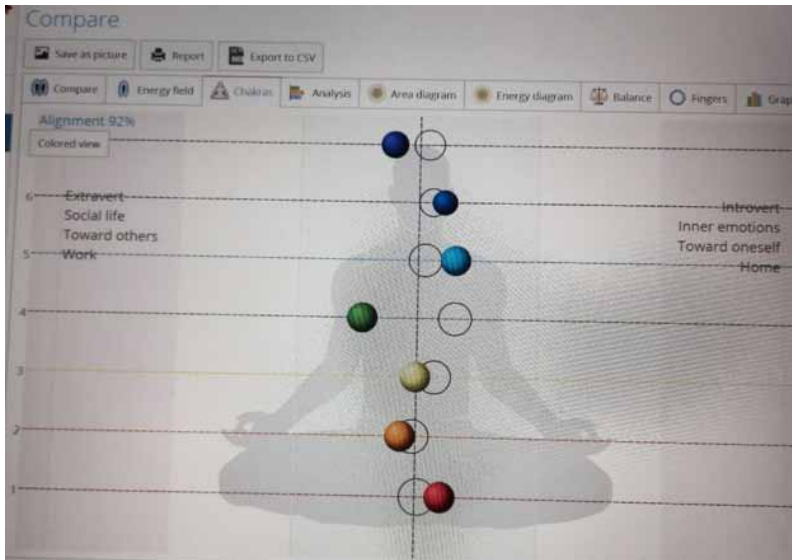 Compare
Save as picture Report Export to CSV
Compare Energy field Chakras Analysis Area diagram Energy diagram Balance Fingers Grap
Alignment 92%
Colored view
6
Extravert Introvert
Social life Inner emotions
Toward others Toward oneself
5
Work Home
4
3
2
1